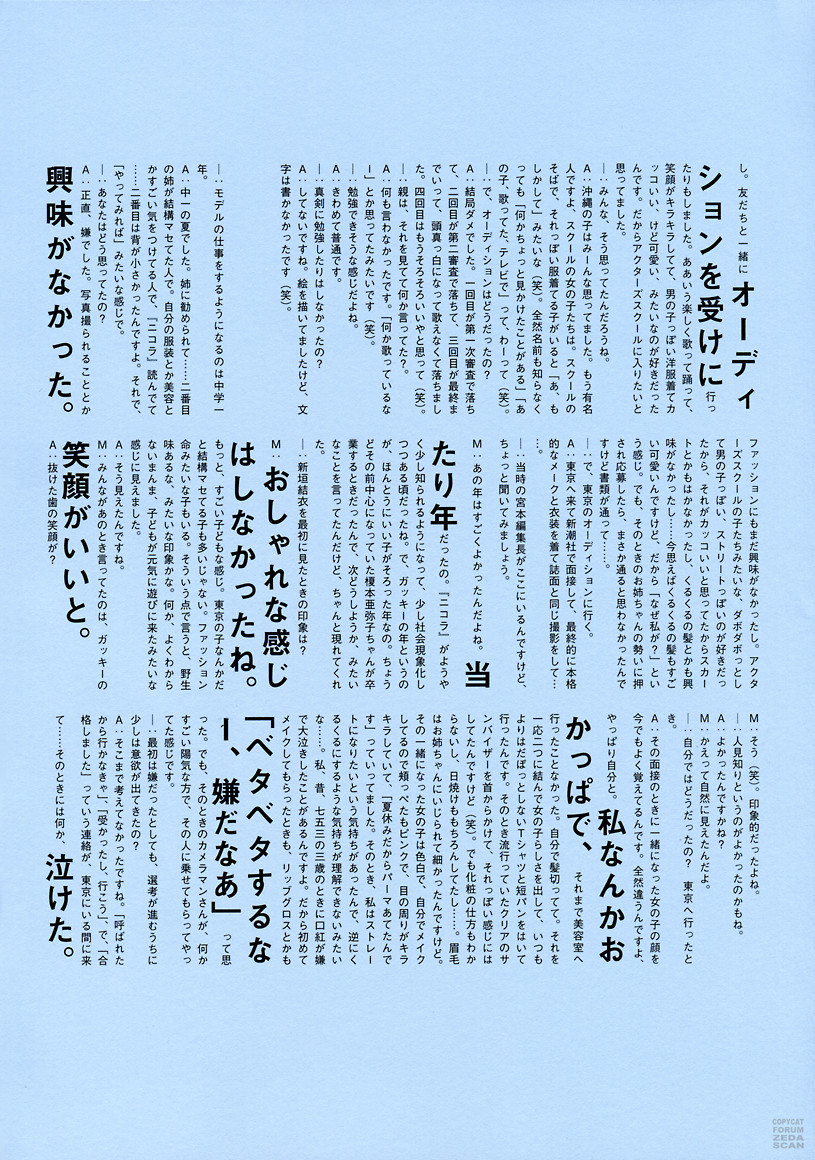 し。友だちと一緒にオーディ
ションを受けに行っ
たりもしました。ああいう楽しく歌って踊って、
笑顔がキラキラしてて、男の子っぽい洋服着てカ
ッコいい、けど可愛い、みたいなのが好きだった
んです。だからアクターズスクールに入りたいと
思ってました。
―：みんな、そう思ってたんだろうね。
A：沖縄の子はみーんな思ってました。もう有名
人ですよ、スクールの女の子たちは。スクールの
そばで、それっぽい服着てる子がいると「あ、も
しかして」みたいな（笑）。全然名前も知らなく
っても「何かちょっと見かけたことがある」「あ
の子、歌ってた、テレビで」って、わーって（笑）。
―：で、オーディションはどうだったの？
A：結局ダメでした。一回目が第一次審査で落ち
て、二回目が第二審査で落ちて、三回目が最終ま
でいって、頭真っ白になって歌えなくて落ちまし
た。四回目はもうそろそろいいやと思って（笑）。
―：親は、それを見てて何か言ってた？。
A：何も言わなかったです。「何か歌っているな
ー」とか思ってたみたいです（笑）。
―：真剣に勉強したりはしなかったの？
A：きわめて普通です。
―：勉強できそうな感じだよね。
A：してないですね。絵を描いてましたけど、文
字は書かなかったです（笑）。
―：モデルの仕事をするようになるのは中学一
年。
A：中一の夏でした。姉に勧められて……二番目
の姉が結構マセてた人で。自分の服装とか美容と
かすごい気をつけてる人で、『ニコラ』読んでて
……二番目は背が小さかったんですよ。それで、
「やってみれば」みたいな感じで。
―：あなたはどう思ってたの？
A：正直、嫌でした。写真撮られることとか
興味がなかった。
ファッションにもまだ興味がなかったし。アクタ
ーズスクールの子たちみたいな、ダボダボっとし
て男の子っぽい、ストリートっぽいのが好きだっ
たから、それがカッコいいと思ってたからスカー
トとかもはかなかったし、くるくるの髪とかも興
味がなかったし……今思えばくるくるの髪もすご
い可愛いんですけど、だから「なぜ私が？」とい
う感じ。でも、そのときのお姉ちゃんの勢いに押
され応募したら、まさか通ると思わなかったんで
すけど書類が通って……。
―：で、東京のオーディションに行く。
A：東京へ来て新潮社で面接して、最終的に本格
的なメークと衣装を着て誌面と同じ撮影をして…
…。
―：当時の宮本編集長がここにいるんですけど、
ちょっと聞いてみましょう。
M：あの年はすごくよかったんだよね。当
たり年だったの。『ニコラ』がようや
く少し知られるようになって、少し社会現象化し
つつある頃だったね。で、ガッキーの年というの
が、ほんとうにいい子がそろった年なの。ちょう
どその前中心になっていた榎本亜弥子ちゃんが卒
業するときだったんで、次どうしようか、みたい
なことを言ってたんだけど、ちゃんと現れてくれ
た。
―：新垣結衣を最初に見たときの印象は？
M：おしゃれな感じ
はしなかったね。
もっと、すごい子どもな感じ。東京の子なんかだ
と結構マセてる子も多いじゃない。ファッション
命みたいな子もいる。そういう点で言うと、野生
味あるな、みたいな印象かな。何か、よくわから
ないまんま、子どもが元気に遊びに来たみたいな
感じに見えました。
A：そう見えたんですね。
M：みんながあのとき言ってたのは、ガッキーの
笑顔がいいと。
A：抜けた歯の笑顔が？
M：そう（笑）。印象的だったよね。
―：人見知りというのがよかったのかもね。
A：よかったんですかね？
M：かえって自然に見えたんだよ。
―：自分ではどうだったの？　東京へ行ったと
き。
A：その面接のときに一緒になった女の子の顔を
今でもよく覚えてるんです。全然違うんですよ、
やっぱり自分と。私なんかお
かっぱで、それまで美容室へ
行ったことなかった。自分で髪切ってて。それを
一応二つに結んで女の子らしさを出して、いつも
よりはだぼっとしないTシャツと短パンをはいて
行ったんです。そのとき流行っていたクリアのサ
ンバイザーを首からかけて、それっぽい感じには
してたんですけど（笑）。でも化粧の仕方もわか
らないし、日焼けももちろんしてたし……。眉毛
はお姉ちゃんにいじられて細かったんですけど。
その一緒になった女の子は色白で、自分でメイク
してるので頬っぺたもピンクで、目の周りがキラ
キラしていて、「夏休みだからパーマあてたんで
す」っていってました。そのとき、私はストレー
トになりたいという気持ちがあったんで、逆にく
るくるにするような気持ちが理解できないみたい
な……。私、昔、七五三の三歳のときに口紅が嫌
で大泣きしたことがあるんですよ。だから初めて
メイクしてもらったときも、リップグロスとかも
「ベタベタするな
ー、嫌だなあ」って思
った。でも、そのときのカメラマンさんが、何か
すごい陽気な方で、その人に乗せてもらってやっ
てた感じです。
―：最初は嫌だったとしても、選考が進むうちに
少しは意欲が出てきたの？
A：そこまで考えてなかったですね。「呼ばれた
から行かなきゃ」「受かったし、行こう」、で、「合
格しました」っていう連絡が、東京にいる間に来
て……そのときには何か、泣けた。
COPYCAT
FORUM
ZEDA
SCAN